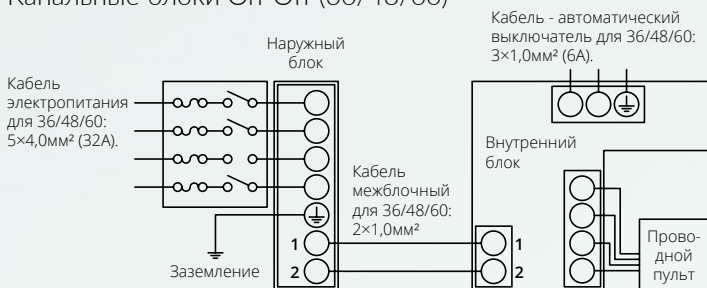 Канальные блоки On-Off (36/48/60)
Кабель - автоматический
выключатель для 36/48/60:
3×1,0мм² (6А).
Наружный
блок
Кабель
электропитания
для 36/48/60:
5×4,0мм² (32А).
Внутренний
блок
Кабель
межблочный
для 36/48/60:
2×1,0мм²
Прово-
дной
пульт
1
1
Заземление
2
2